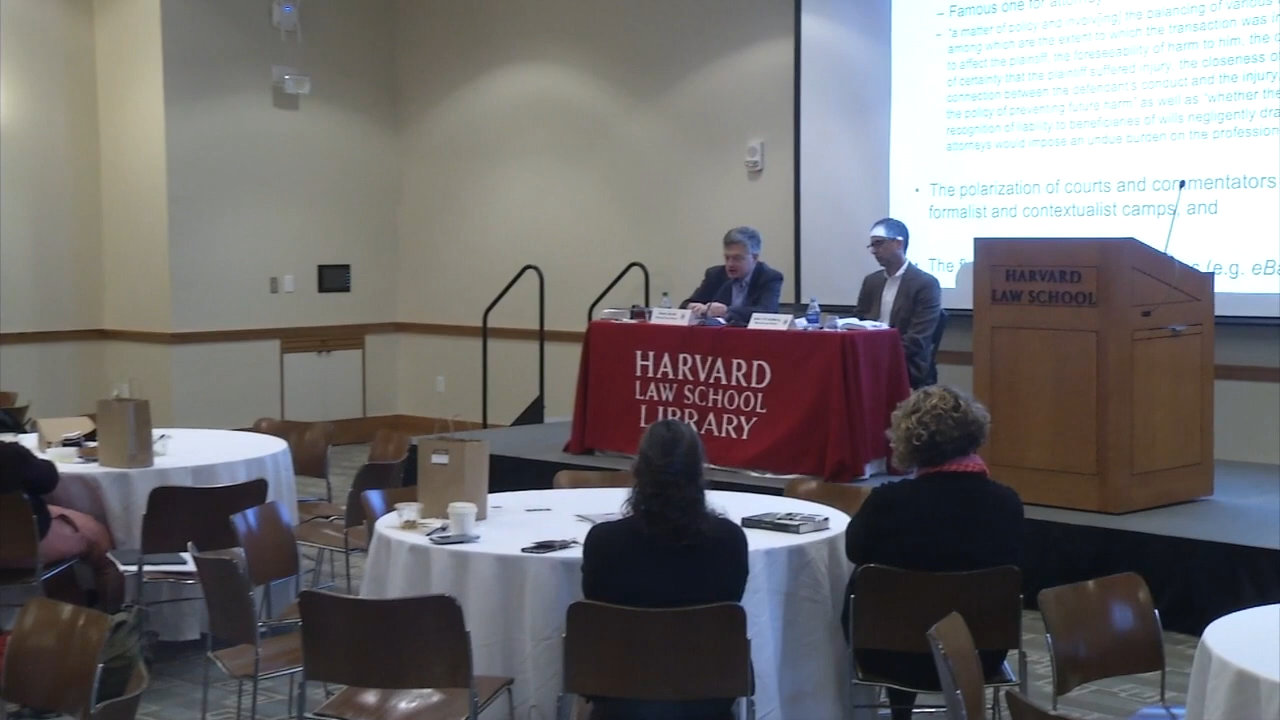 – Famous one for attorney
– "a matter of policy and involv[ing] the balancing of various
among which are the extent to which the transaction was in
to affect the plaintiff, the foreseeability of harm to him, the
of certainty that the plaintiff suffered injury, the closeness of
connection between the defendant's conduct and the injury,
the policy of preventing future harm" as well as "whether the
recognition of liability to beneficiaries of wills negligently dra
attorneys would impose an undue burden on the profession
• The polarization of courts and commentators
formalist and contextualist camps, and
The
(e.g. eBa
HARVARD
LAW SCHOOL
HARVARD
LAW SCHOOL
LIBRARY